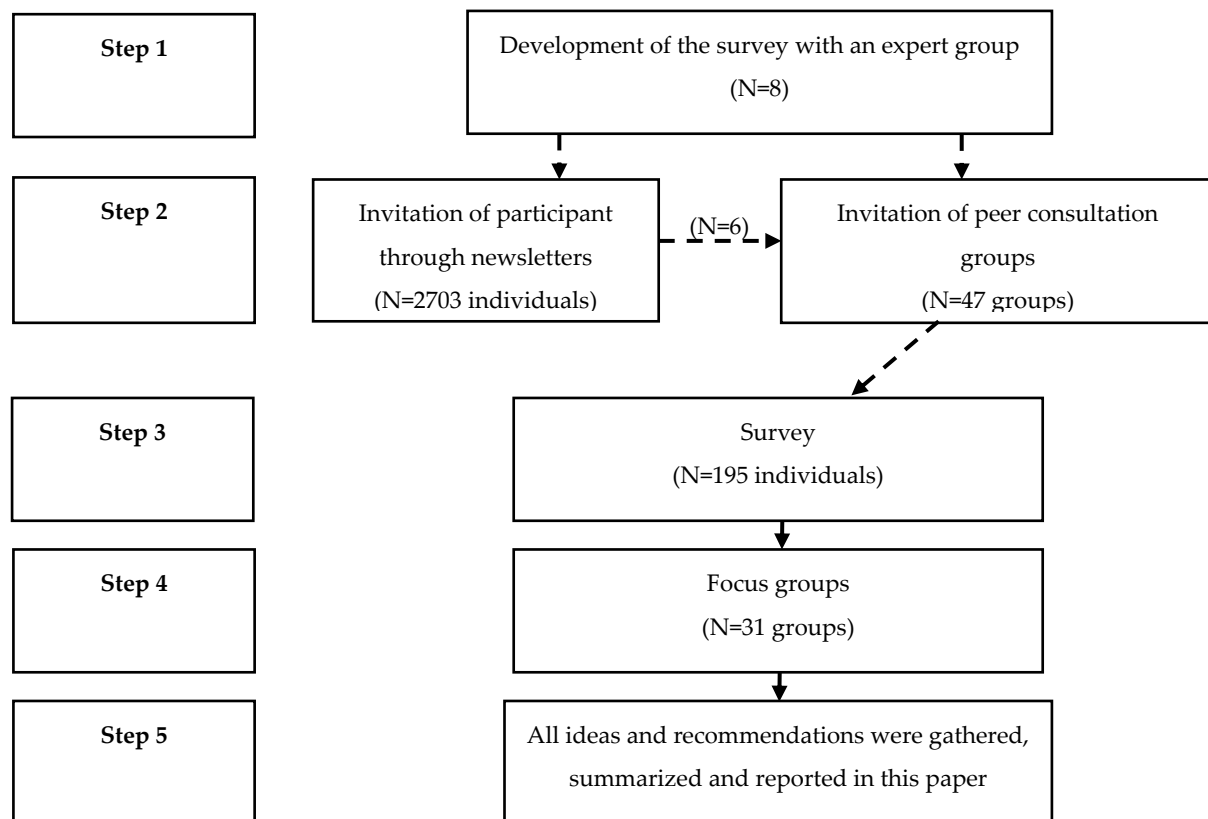 Step 1
Development of the survey with an expert group
(N=8)
Step 2
Invitation of participant
through newsletters
(N=2703 individuals)
(N=6)
Invitation of peer consultation
groups
(N=47 groups)
Step 3
Survey
(N=195 individuals)
Step 4
Focus groups
(N=31 groups)
Step 5
All ideas and recommendations were gathered,
summarized and reported in this paper